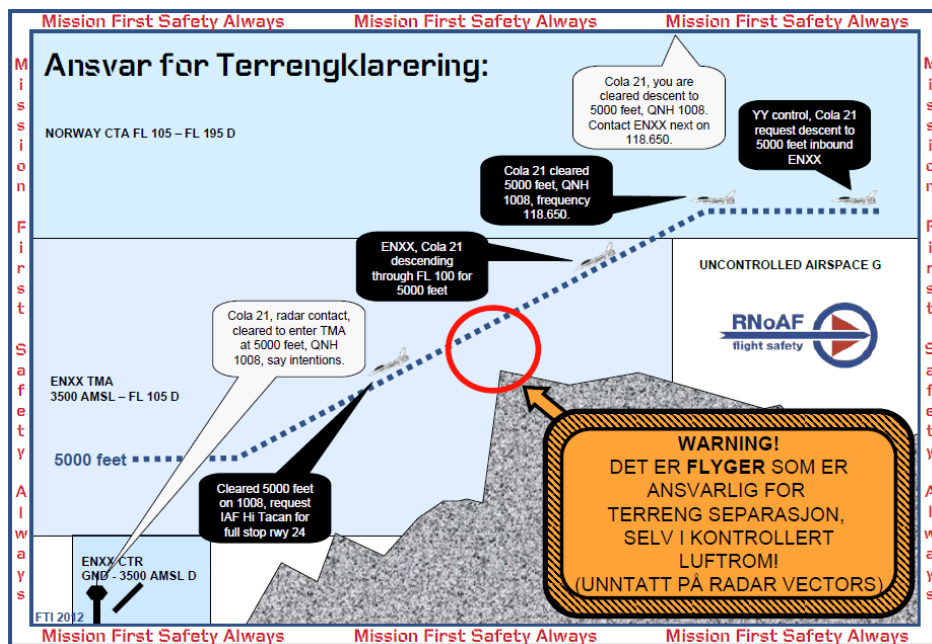 Mission First Safety Always
Mission First Safety Always
Mission First Safety Always
Mission First Safety Always
Mission First Safety Always
Ansvar for Terrengklarering:
Cola 21, you are
cleared descent to
5000 feet, QNH 1008.
Contact ENXX next on
118.650.
YY control, Cola 21
request descent to
5000 feet inbound
ENXX
NORWAY CTA FL 105 – FL 195 D
Cola 21 cleared
5000 feet, QNH
1008, frequency
118.650.
ENXX, Cola 21
descending
through FL 100 for
5000 feet
UNCONTROLLED AIRSPACE G
RNoAF
flight safety
Cola 21, radar contact,
cleared to enter TMA
at 5000 feet, QNH
1008, say intentions.
ENXX TMA
3500 AMSL – FL 105 D
5000 feet
Cleared 5000 feet
on 1008, request
IAF Hi Tacan for
full stop rwy 24
WARNING!
DET ER FLYGER SOM ER
ANSVARLIG FOR
TERRENG SEPARASJON,
SELV I KONTROLLERT
LUFTROM!
(UNNTATT PÅ RADAR VECTORS)
ENXX CTR
GND - 3500 AMSL D
FTI 2012
Mission First Safety Always
Mission First Safety Always
Mission First Safety Always